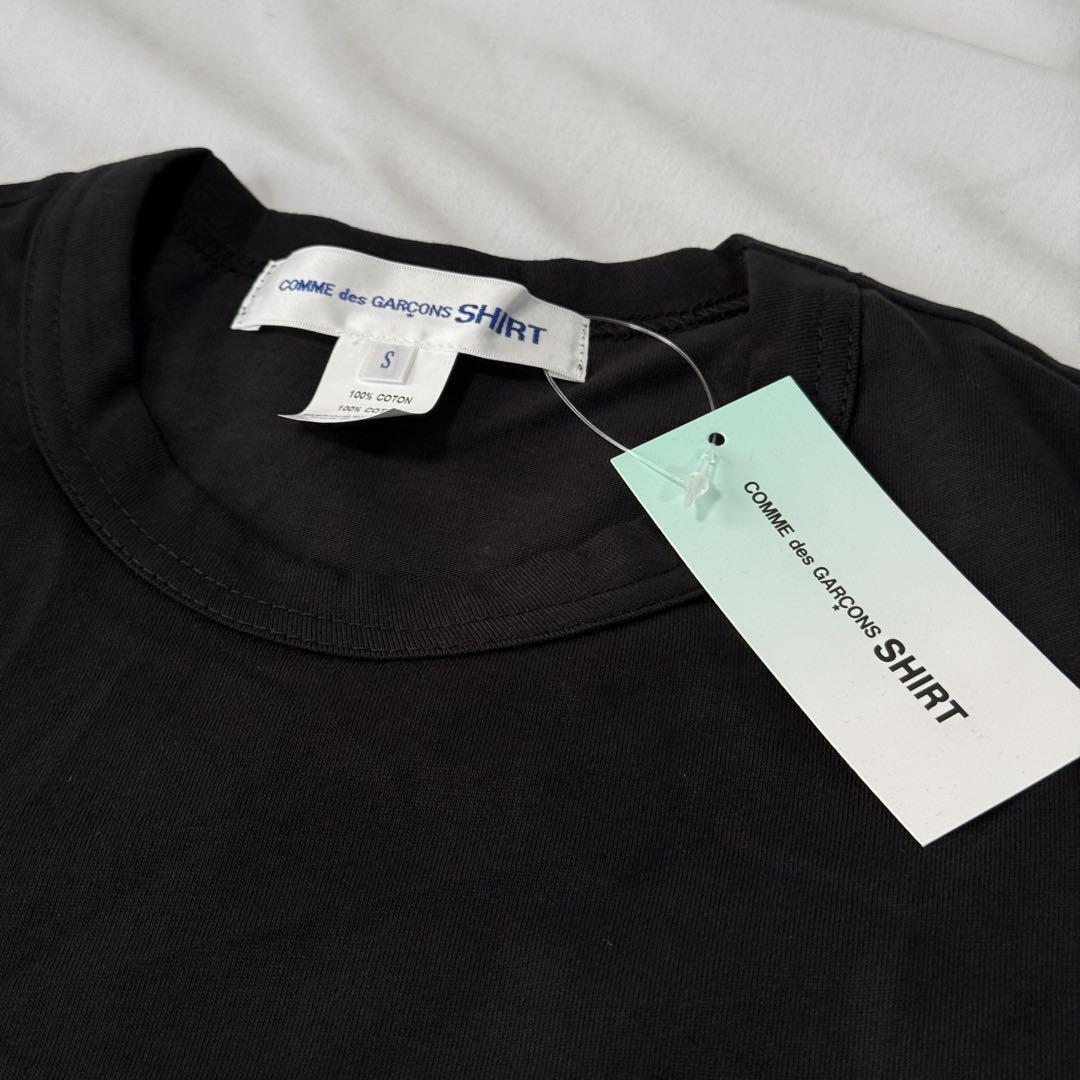 COMME des GARÇONS SHIRT
*
S
100% COTON
100% COT
COMME des GARÇONS SHIRT
*